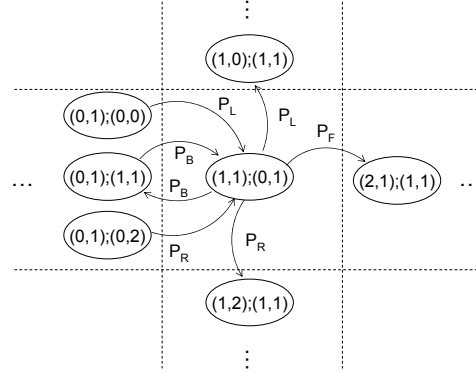 ⋮
(1,0);(1,1)
(0,1);(0,0)
P_L
P_L
P_F
P_B
... (0,1);(1,1) (1,1);(0,1) (2,1);(1,1) ...
P_B
(0,1);(0,2)
P_R
P_R
(1,2);(1,1)
⋮